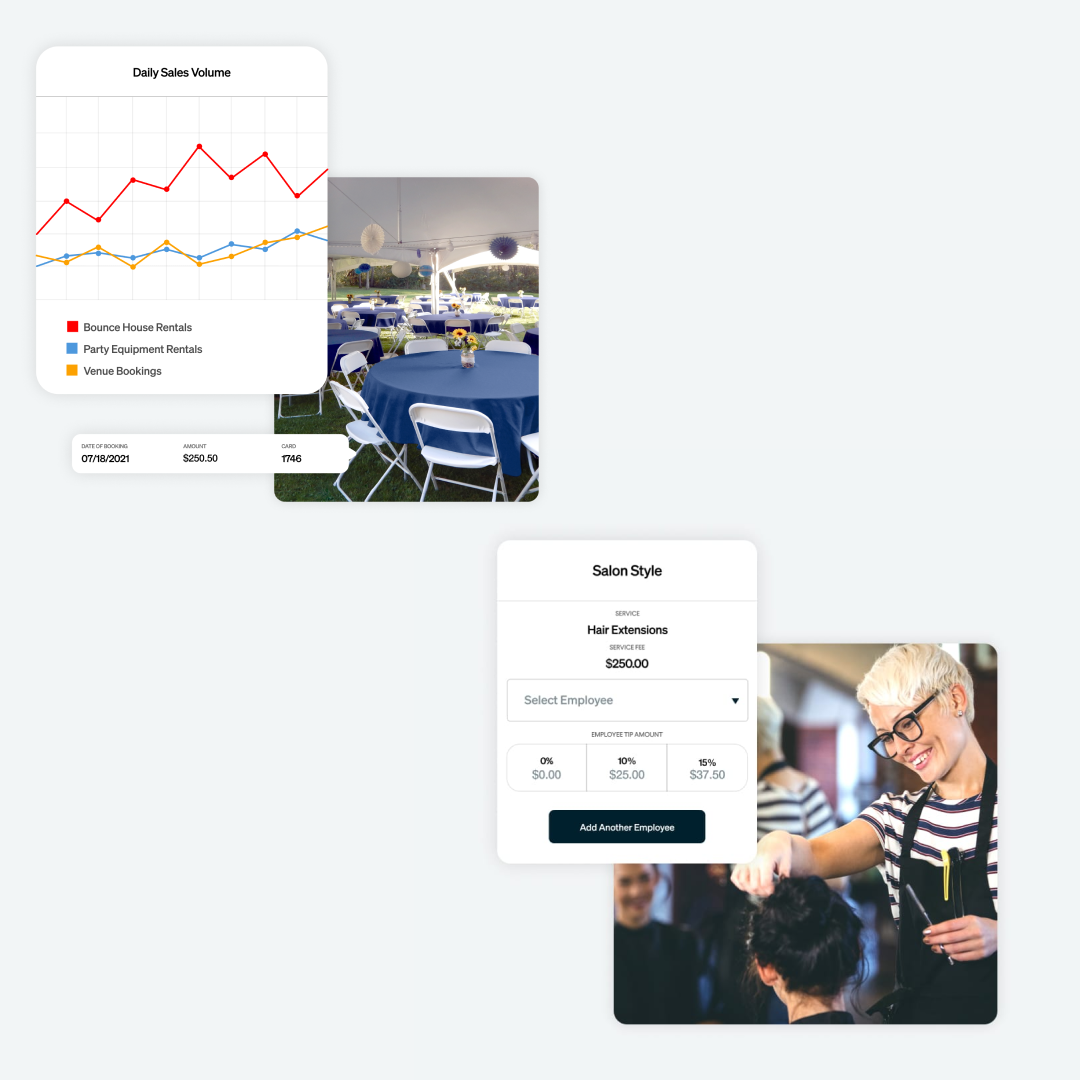 Daily Sales Volume
Bounce House Rentals
Party Equipment Rentals
Venue Bookings
DATE OF BOOKING AMOUNT CARD
07/18/2021 $250.50 1746
Salon Style
SERVICE
Hair Extensions
SERVICE FEE
$250.00
Select Employee
EMPLOYEE TIP AMOUNT
0% 10% 15%
$0.00 $25.00 $37.50
Add Another Employee